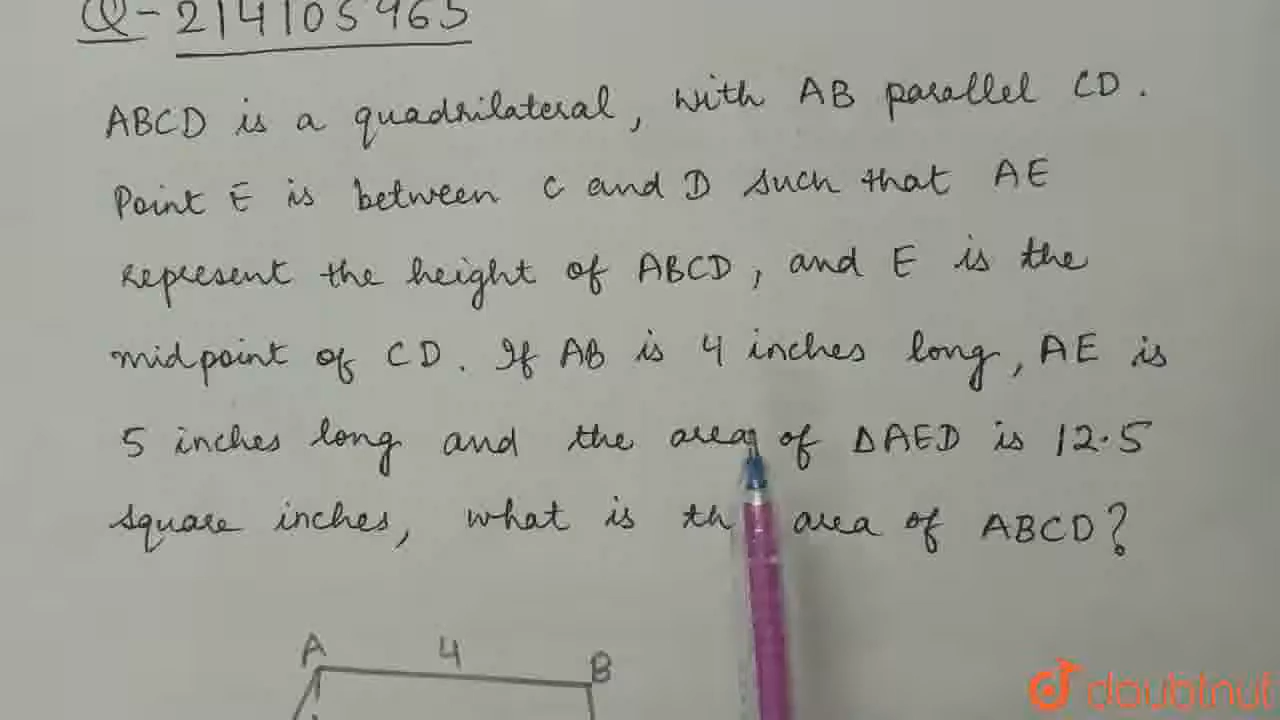 Q-214105965
ABCD is a quadrilateral, with AB parallel CD.
Point E is between C and D such that AE
represent the height of ABCD, and E is the
midpoint of CD. If AB is 4 inches long, AE is
5 inches long and the area of ΔAED is 12.5
square inches, what is th area of ABCD?
A 4 B
doubtnut